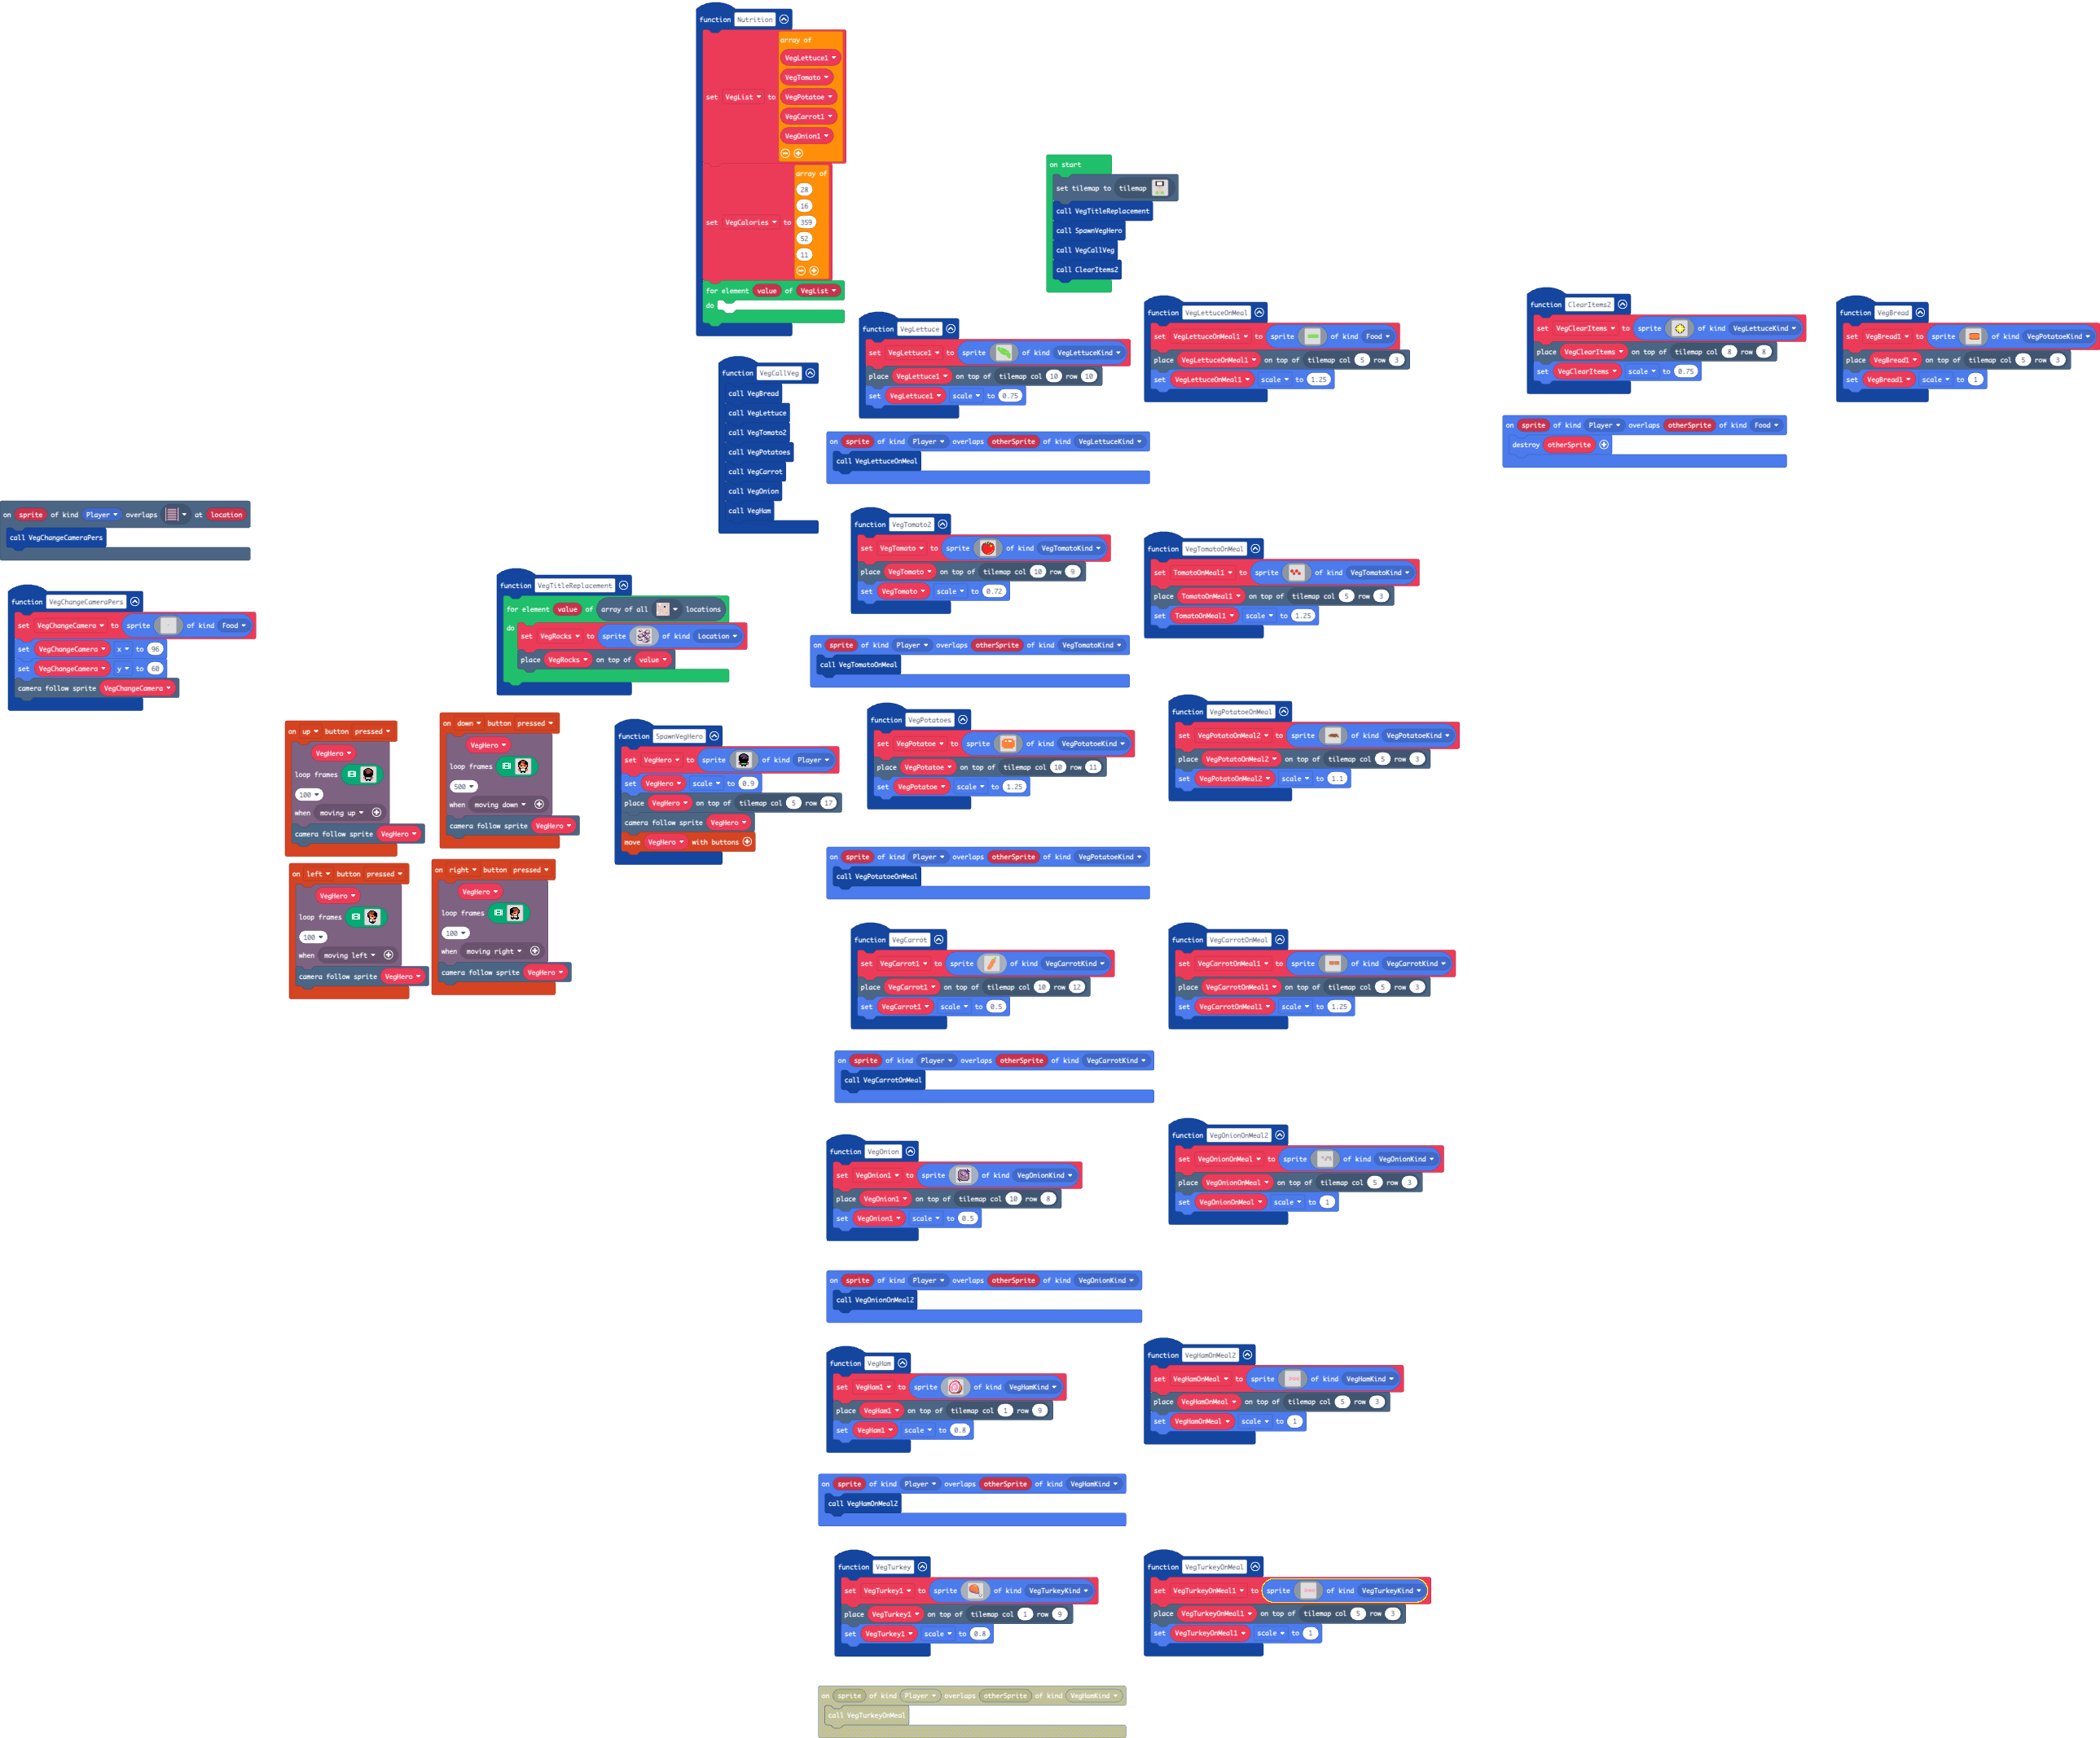 function Nutrition
set VegList to array of
VegLettuce1
VegTomato
VegPotatoe
VegCarrot1
VegOnion1
set VegCalories to array of
28
16
359
52
11
for element value of VegList
do
on start
set tilemap to tilemap
call VegTitleReplacement
call SpawnVegHero
call VegCallVeg
call ClearItems2
function VegCallVeg
call VegBread
call VegLettuce
call VegTomato2
call VegPotatoes
call VegCarrot
call VegOnion
call VegHam
function VegLettuce
set VegLettuce1 to sprite of kind VegLettuceKind
place VegLettuce1 on top of tilemap col 10 row 10
set VegLettuce1 scale to 0.75
function VegLettuceOnMeal
set VegLettuceOnMeal1 to sprite of kind Food
place VegLettuceOnMeal1 on top of tilemap col 5 row 3
set VegLettuceOnMeal1 scale to 1.25
function ClearItems2
set VegClearItems to sprite of kind VegLettuceKind
place VegClearItems on top of tilemap col 8 row 8
set VegClearItems scale to 0.75
function VegBread
set VegBread1 to sprite of kind VegPotatoeKind
place VegBread1 on top of tilemap col 5 row 3
set VegBread1 scale to 1
on sprite of kind Player overlaps otherSprite of kind VegLettuceKind
call VegLettuceOnMeal
on sprite of kind Player overlaps otherSprite of kind Food
destroy otherSprite
on sprite of kind Player overlaps at location
call VegChangeCameraPers
function VegChangeCameraPers
set VegChangeCamera to sprite of kind Food
set VegChangeCamera x to 96
set VegChangeCamera y to 60
camera follow sprite VegChangeCamera
function VegTitleReplacement
for element value of array of all locations
do
set VegRocks to sprite of kind Location
place VegRocks on top of value
function VegTomato2
set VegTomato to sprite of kind VegTomatoKind
place VegTomato on top of tilemap col 10 row 9
set VegTomato scale to 0.72
function VegTomatoOnMeal
set TomatoOnMeal1 to sprite of kind VegTomatoKind
place TomatoOnMeal1 on top of tilemap col 5 row 3
set TomatoOnMeal1 scale to 1.25
on sprite of kind Player overlaps otherSprite of kind VegTomatoKind
call VegTomatoOnMeal
on up button pressed
VegHero
loop frames
100
when moving up
camera follow sprite VegHero
on down button pressed
VegHero
loop frames
500
when moving down
camera follow sprite VegHero
on left button pressed
VegHero
loop frames
100
when moving left
camera follow sprite VegHero
on right button pressed
VegHero
loop frames
100
when moving right
camera follow sprite VegHero
function SpawnVegHero
set VegHero to sprite of kind Player
set VegHero scale to 0.9
place VegHero on top of tilemap col 5 row 17
camera follow sprite VegHero
move VegHero with buttons
function VegPotatoes
set VegPotatoe to sprite of kind VegPotatoeKind
place VegPotatoe on top of tilemap col 10 row 11
set VegPotatoe scale to 1.25
function VegPotatoeOnMeal
set VegPotatoOnMeal2 to sprite of kind VegPotatoeKind
place VegPotatoOnMeal2 on top of tilemap col 5 row 3
set VegPotatoOnMeal2 scale to 1.1
on sprite of kind Player overlaps otherSprite of kind VegPotatoeKind
call VegPotatoeOnMeal
function VegCarrot
set VegCarrot1 to sprite of kind VegCarrotKind
place VegCarrot1 on top of tilemap col 10 row 12
set VegCarrot1 scale to 0.5
function VegCarrotOnMeal
set VegCarrotOnMeal1 to sprite of kind VegCarrotKind
place VegCarrotOnMeal1 on top of tilemap col 5 row 3
set VegCarrotOnMeal1 scale to 1.25
on sprite of kind Player overlaps otherSprite of kind VegCarrotKind
call VegCarrotOnMeal
function VegOnion
set VegOnion1 to sprite of kind VegOnionKind
place VegOnion1 on top of tilemap col 10 row 8
set VegOnion1 scale to 0.5
function VegOnionOnMeal2
set VegOnionOnMeal to sprite of kind VegOnionKind
place VegOnionOnMeal on top of tilemap col 5 row 3
set VegOnionOnMeal scale to 1
on sprite of kind Player overlaps otherSprite of kind VegOnionKind
call VegOnionOnMeal2
function VegHam
set VegHam1 to sprite of kind VegHamKind
place VegHam1 on top of tilemap col 1 row 9
set VegHam1 scale to 0.8
function VegHamOnMeal2
set VegHamOnMeal to sprite of kind VegHamKind
place VegHamOnMeal on top of tilemap col 5 row 3
set VegHamOnMeal scale to 1
on sprite of kind Player overlaps otherSprite of kind VegHamKind
call VegHamOnMeal2
function VegTurkey
set VegTurkey1 to sprite of kind VegTurkeyKind
place VegTurkey1 on top of tilemap col 1 row 9
set VegTurkey1 scale to 0.8
function VegTurkeyOnMeal
set VegTurkeyOnMeal1 to sprite of kind VegTurkeyKind
place VegTurkeyOnMeal1 on top of tilemap col 5 row 3
set VegTurkeyOnMeal1 scale to 1
on sprite of kind Player overlaps otherSprite of kind VegHamKind
call VegTurkeyOnMeal